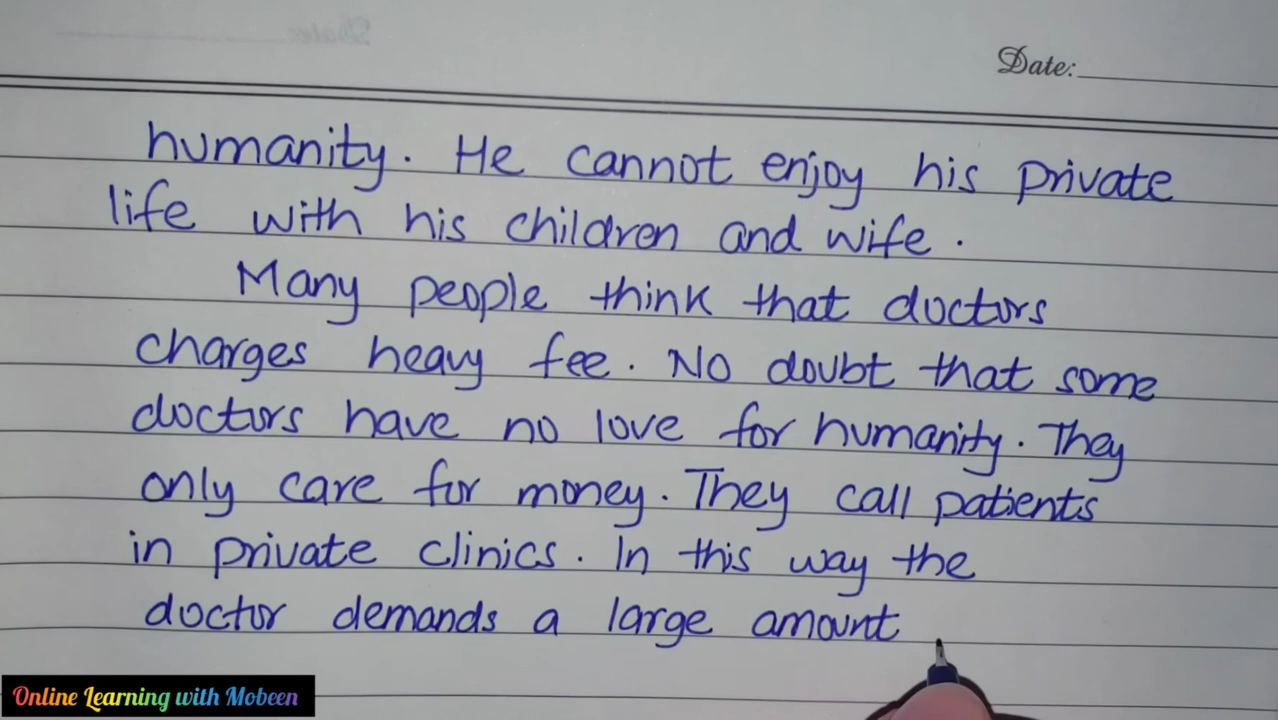 Date:
humanity. He cannot enjoy his private
life with his children and wife.
Many people think that doctors
charges heavy fee. No doubt that some
doctors have no love for humanity. They
only care for money. They call patients
in private clinics. In this way the
doctor demands a large amount
Online Learning with Mobeen